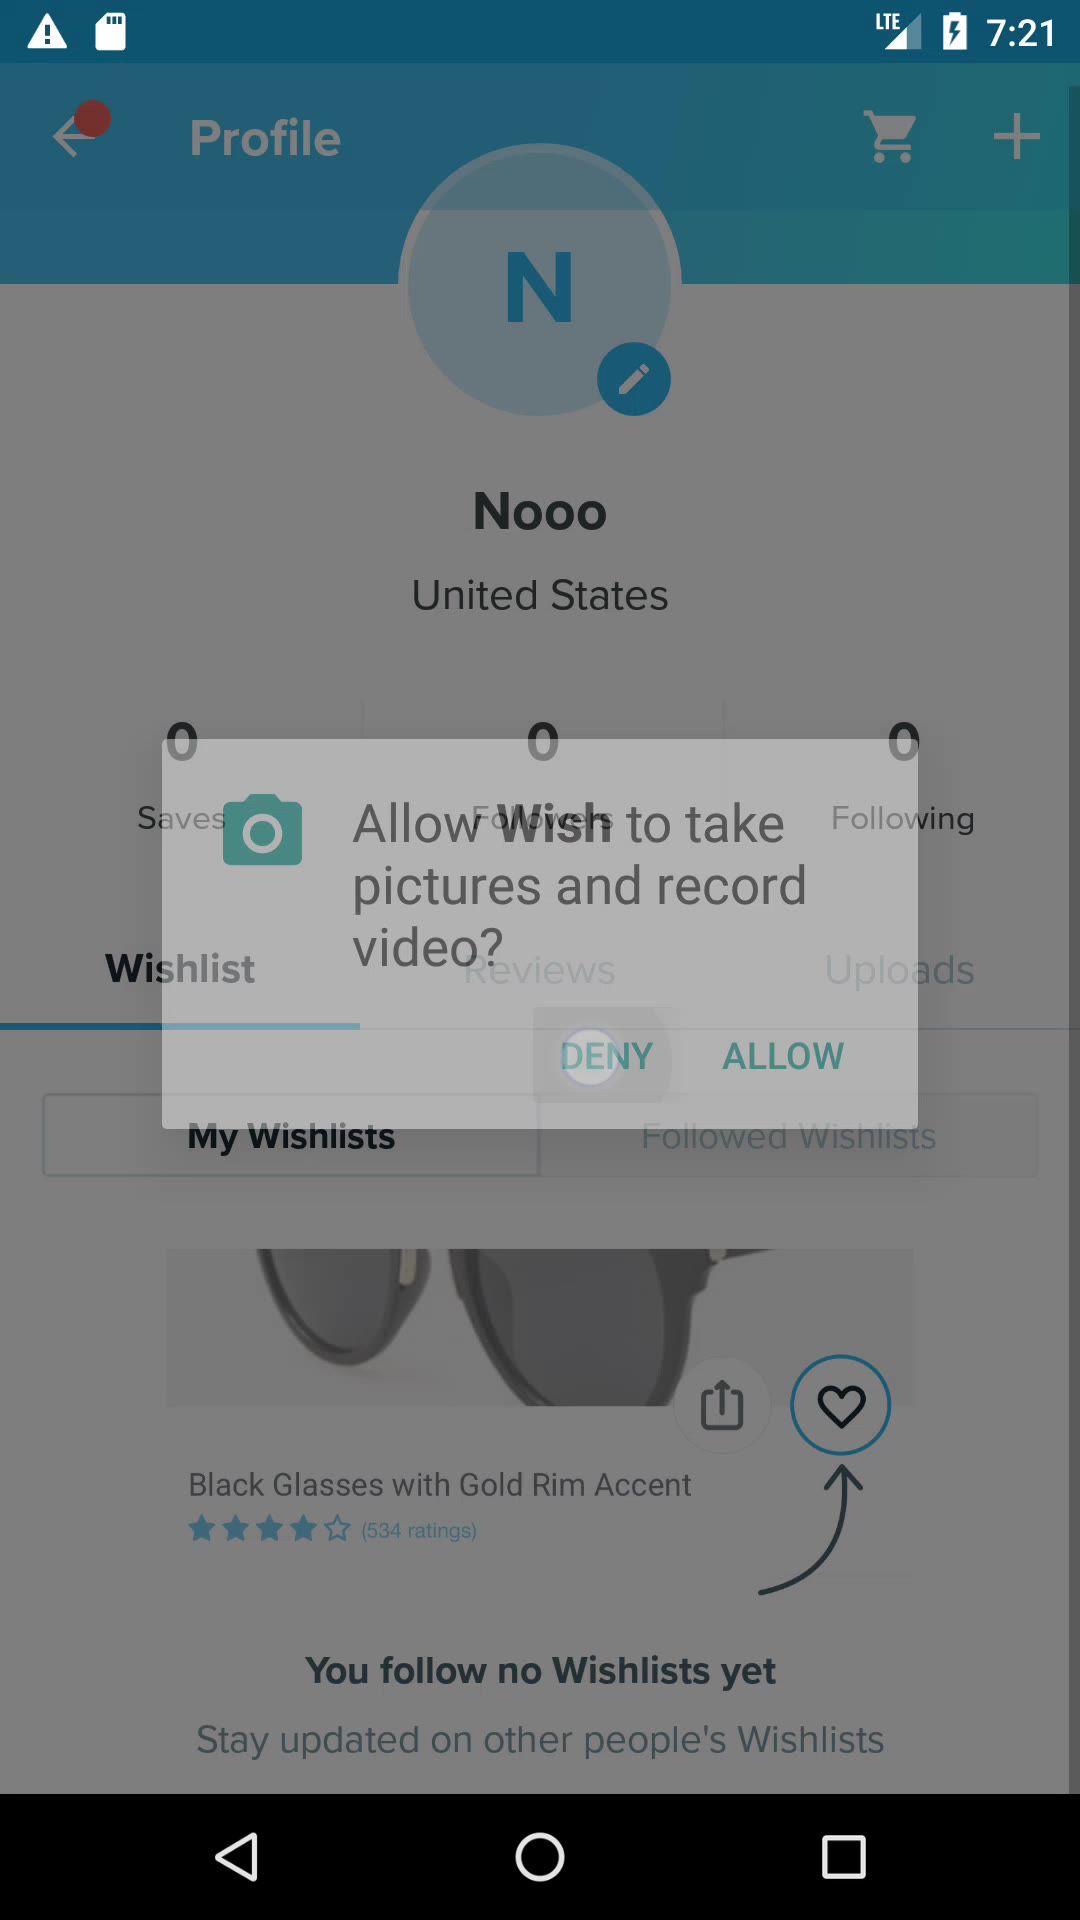 LTE 7:21
Profile
N
Nooo
United States
0 0 0
Saves Followers Following
Allow Wish to take
pictures and record
video?
Wishlist Reviews Uploads
DENY ALLOW
My Wishlists Followed Wishlists
Black Glasses with Gold Rim Accent
(534 ratings)
You follow no Wishlists yet
Stay updated on other people's Wishlists